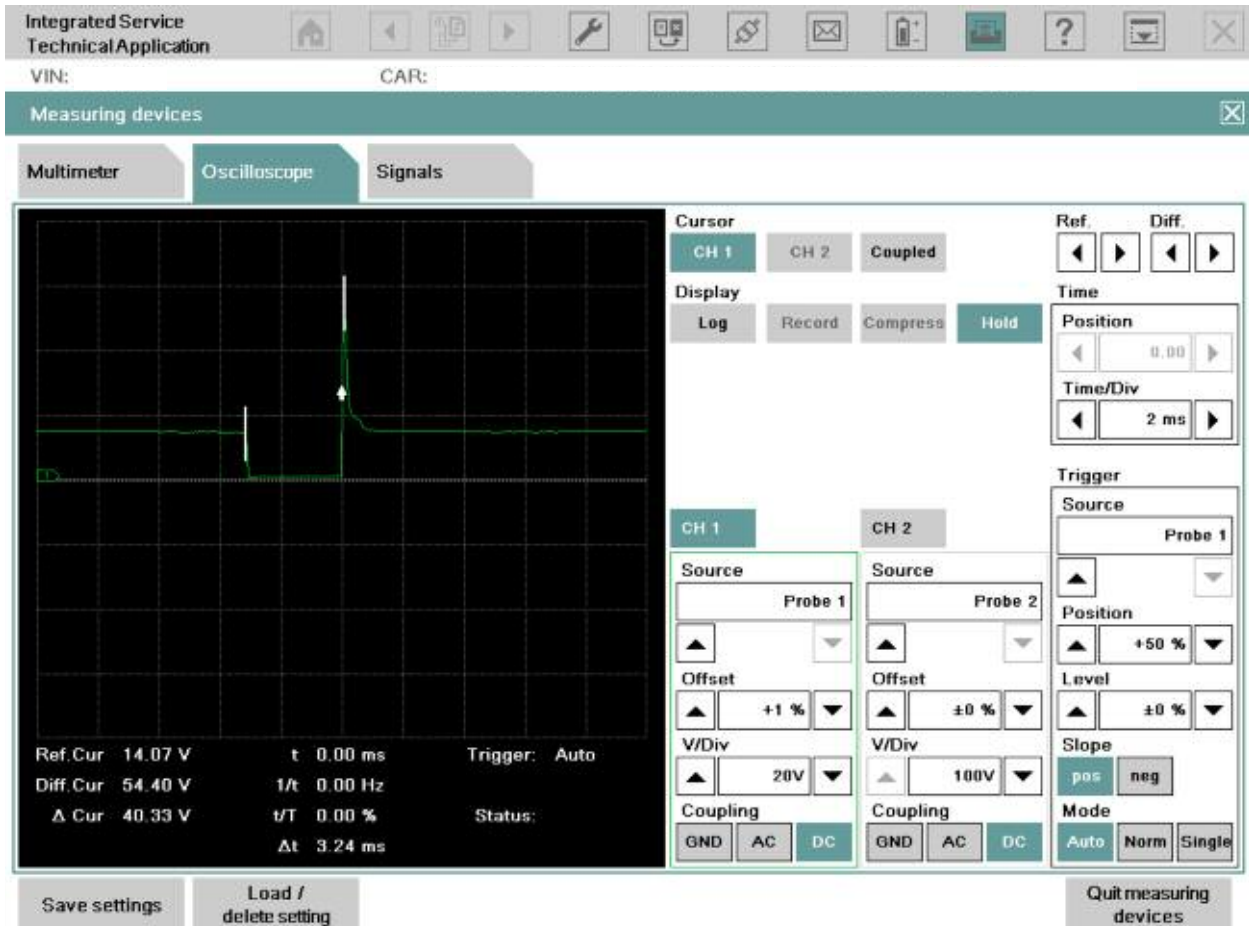 Integrated Service
Technical Application
?
VIN:
CAR:
Measuring devices
Multimeter
Oscilloscope
Signals
1
Ref.Cur 14.07 V t 0.00 ms Trigger: Auto
Diff.Cur 54.40 V 1/t 0.00 Hz
Δ Cur 40.33 V t/T 0.00 % Status:
Δt 3.24 ms
Cursor
CH 1 CH 2 Coupled
Display
Log Record Compress Hold
CH 1
Source
Probe 1
Offset
+1 %
V/Div
20V
Coupling
GND AC DC
CH 2
Source
Probe 2
Offset
±0 %
V/Div
100V
Coupling
GND AC DC
Ref. Diff.
Time
Position
0.00
Time/Div
2 ms
Trigger
Source
Probe 1
Position
+50 %
Level
±0 %
Slope
pos neg
Mode
Auto Norm Single
Save settings
Load /
delete setting
Quit measuring
devices